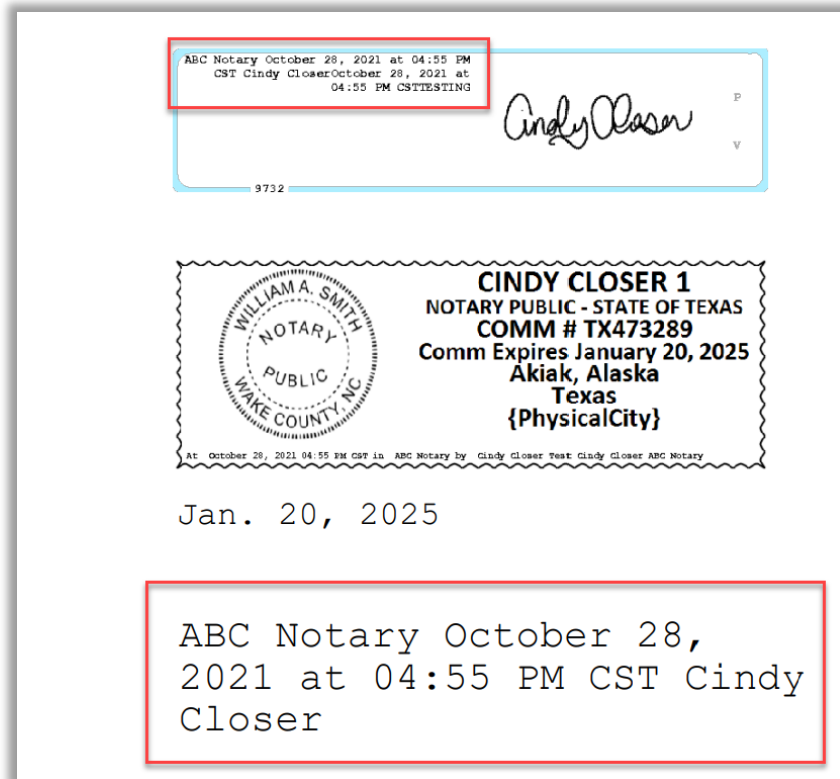 ABC Notary October 28, 2021 at 04:55 PM
CST Cindy CloserOctober 28, 2021 at
04:55 PM CSTTESTING
Cindy Closer
P
V
9732
WILLIAM A. SMITH
NOTARY
PUBLIC
WAKE COUNTY, NC
CINDY CLOSER 1
NOTARY PUBLIC - STATE OF TEXAS
COMM # TX473289
Comm Expires January 20, 2025
Akiak, Alaska
Texas
{PhysicalCity}
At October 28, 2021 04:55 PM CST in ABC Notary by Cindy Closer Test Cindy Closer ABC Notary
Jan. 20, 2025
ABC Notary October 28,
2021 at 04:55 PM CST Cindy
Closer